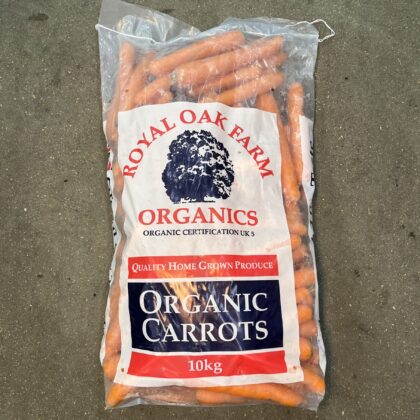 ROYAL OAK FARM
ORGANICS
ORGANIC CERTIFICATION UK 5
QUALITY HOME GROWN PRODUCE
ORGANIC
CARROTS
10kg